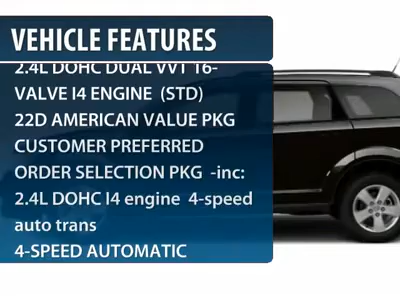 VEHICLE FEATURES
2.4L DOHC DUAL VVT 16-
VALVE I4 ENGINE (STD)
22D AMERICAN VALUE PKG
CUSTOMER PREFERRED
ORDER SELECTION PKG -inc:
2.4L DOHC I4 engine 4-speed
auto trans
4-SPEED AUTOMATIC